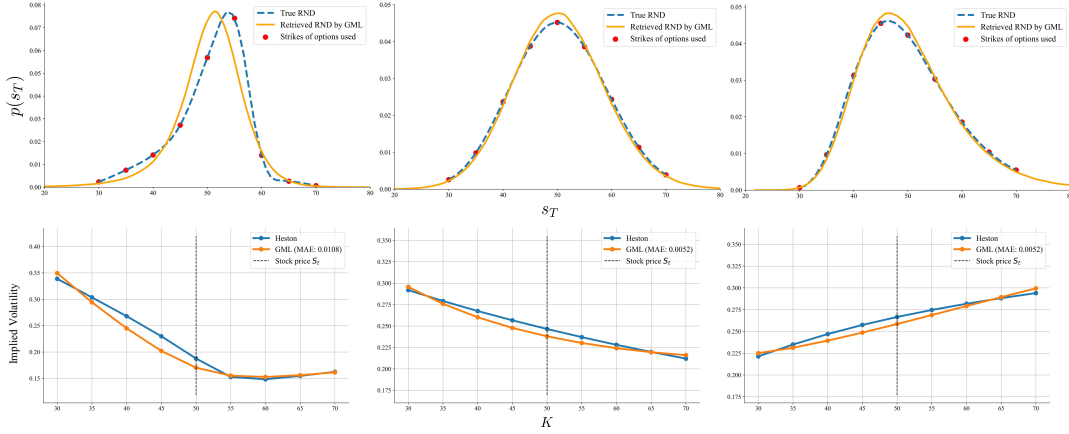 True RND
Retrieved RND by GML
Strikes of options used
p(s_T)
0.08
0.07
0.06
0.05
0.04
0.03
0.02
0.01
0.00
20 30 40 50 60 70 80
True RND
Retrieved RND by GML
Strikes of options used
0.05
0.04
0.03
0.02
0.01
0.00
20 30 40 50 60 70 80
True RND
Retrieved RND by GML
Strikes of options used
0.05
0.04
0.03
0.02
0.01
0.00
20 30 40 50 60 70 80
s_T
Heston
GML (MAE: 0.0108)
Stock price S_t
Implied Volatility
0.40
0.35
0.30
0.25
0.20
0.15
30 35 40 45 50 55 60 65 70
Heston
GML (MAE: 0.0052)
Stock price S_t
0.350
0.325
0.300
0.275
0.250
0.225
0.200
0.175
30 35 40 45 50 55 60 65 70
Heston
GML (MAE: 0.0052)
Stock price S_t
0.350
0.325
0.300
0.275
0.250
0.225
0.200
0.175
30 35 40 45 50 55 60 65 70
K